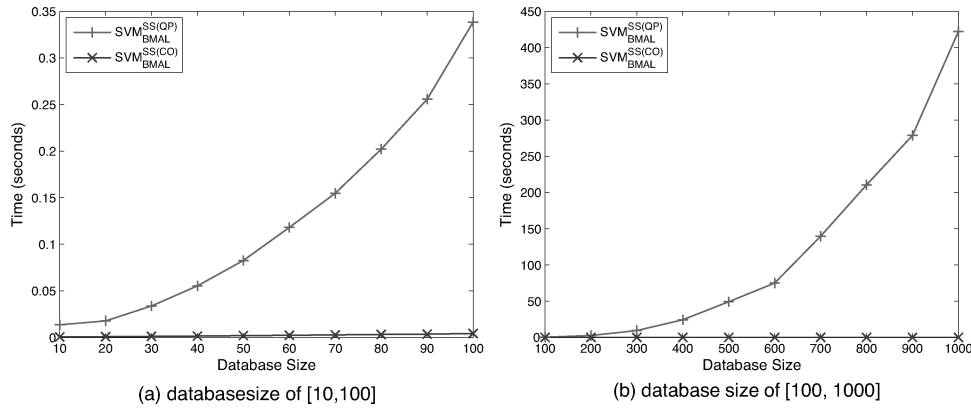 0.35
0.3
0.25
0.2
0.15
0.1
0.05
0
Time (seconds)
SVM SS(QP) BMAL
SVM SS(CO) BMAL
10 20 30 40 50 60 70 80 90 100
Database Size
(a) databasesize of [10,100]
450
400
350
300
250
200
150
100
50
0
Time (seconds)
SVM SS(QP) BMAL
SVM SS(CO) BMAL
100 200 300 400 500 600 700 800 900 1000
Database Size
(b) database size of [100, 1000]